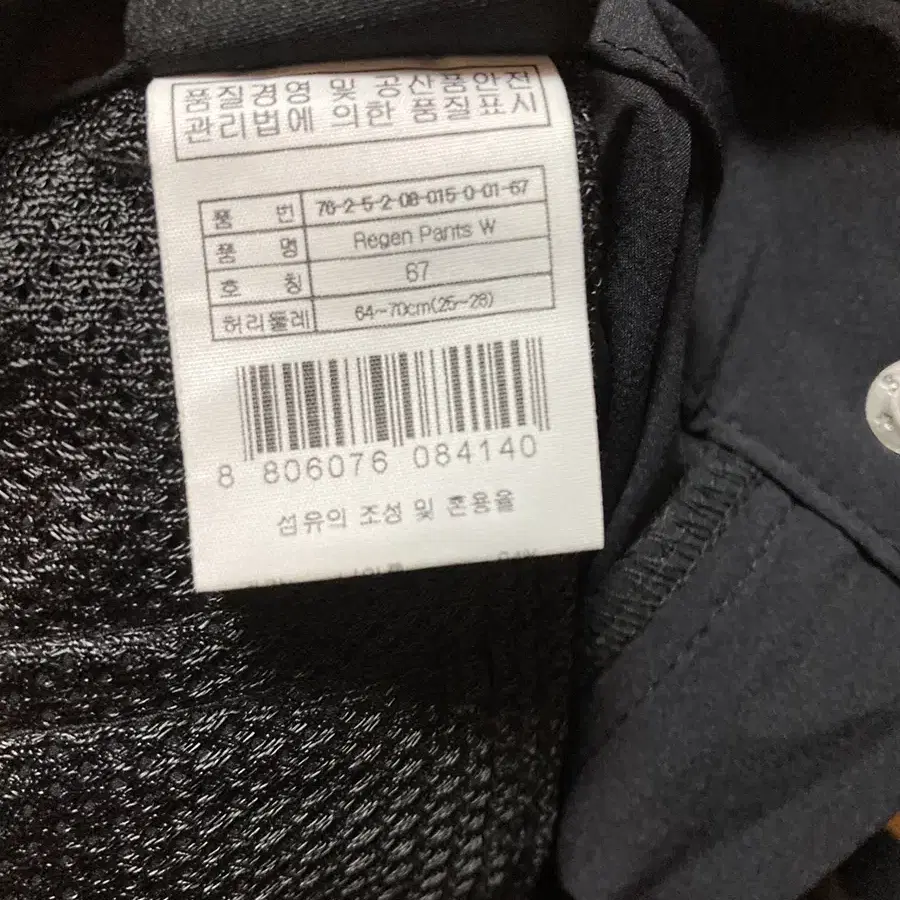 품질경영 및 공산품안전
관리법에 의한 품질표시
품 번 76-2-5-2-08-015-0-01-67
품 명 Regen Pants W
호 칭 67
허리둘레 64~70cm(25~28)
8 806076 084140
섬유의 조성 및 혼용율